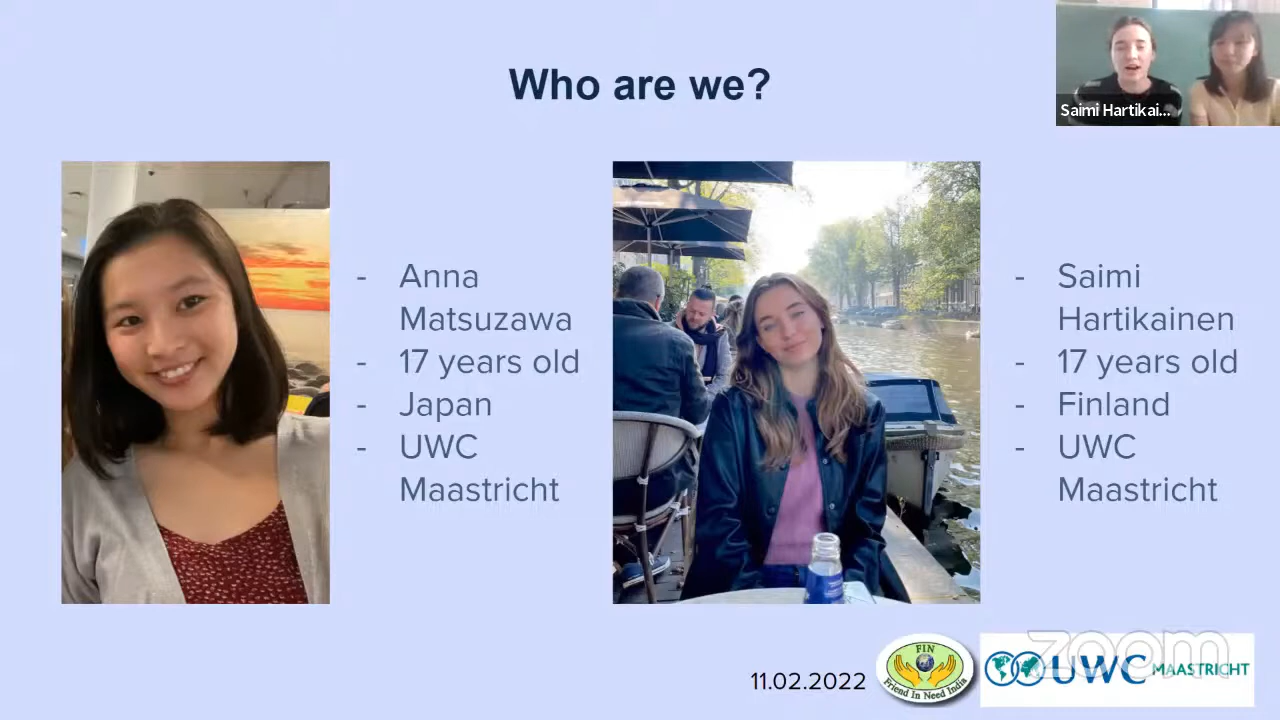 Who are we?
Saimi Hartikai...
- Anna
Matsuzawa
- 17 years old
- Japan
- UWC
Maastricht
- Saimi
Hartikainen
- 17 years old
- Finland
- UWC
Maastricht
11.02.2022
FIN
Friend In Need India
UWC MAASTRICHT
zoom